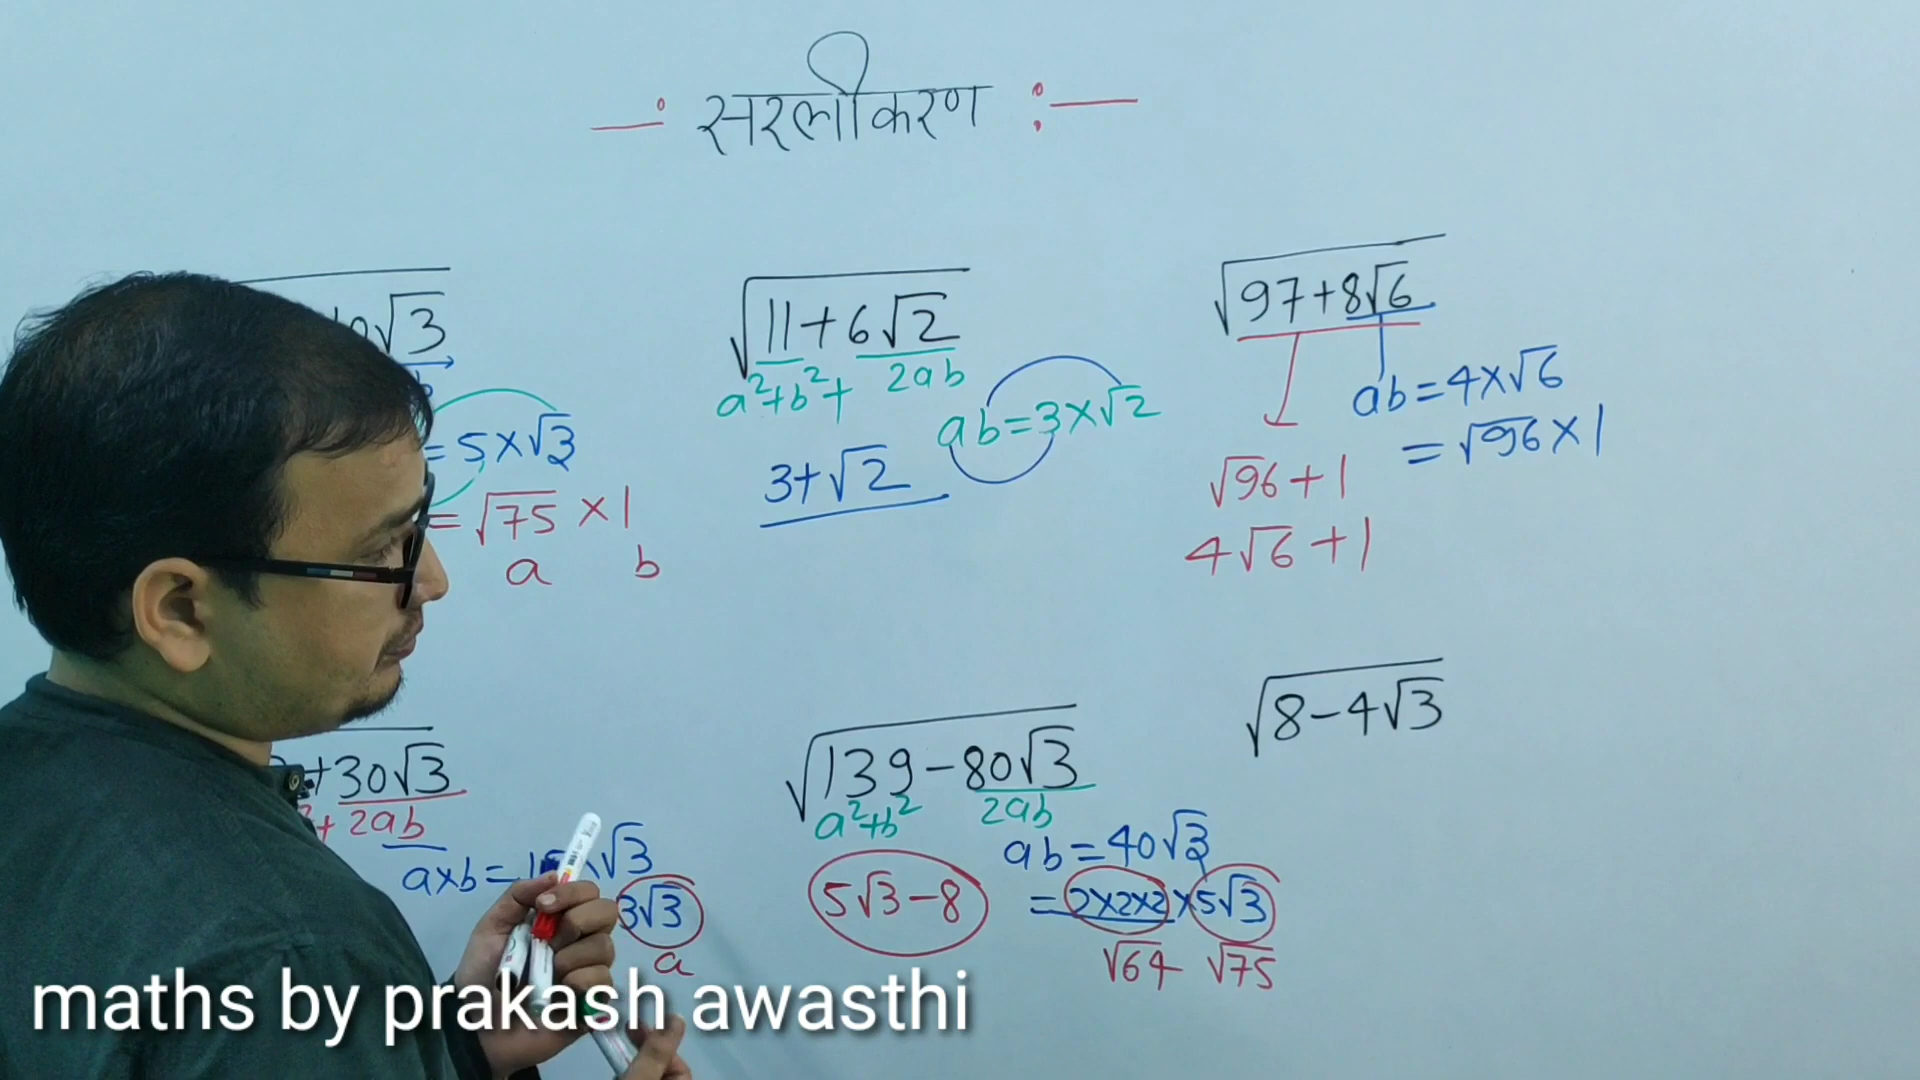 —: सरलीकरण :—
√3
= 5×√3
= √75 × 1
a b
√11+6√2
a²+b²+ 2ab
ab=3×√2
3+√2
√97+8√6
ab=4×√6
= √96×1
√96+1
4√6+1
+30√3
+ 2ab
a×b=15×√3
3√3
a
√139-80√3
a²+b² 2ab
ab=40√3
= 2×2×2×5√3
√64 √75
5√3-8
√8-4√3
maths by prakash awasthi